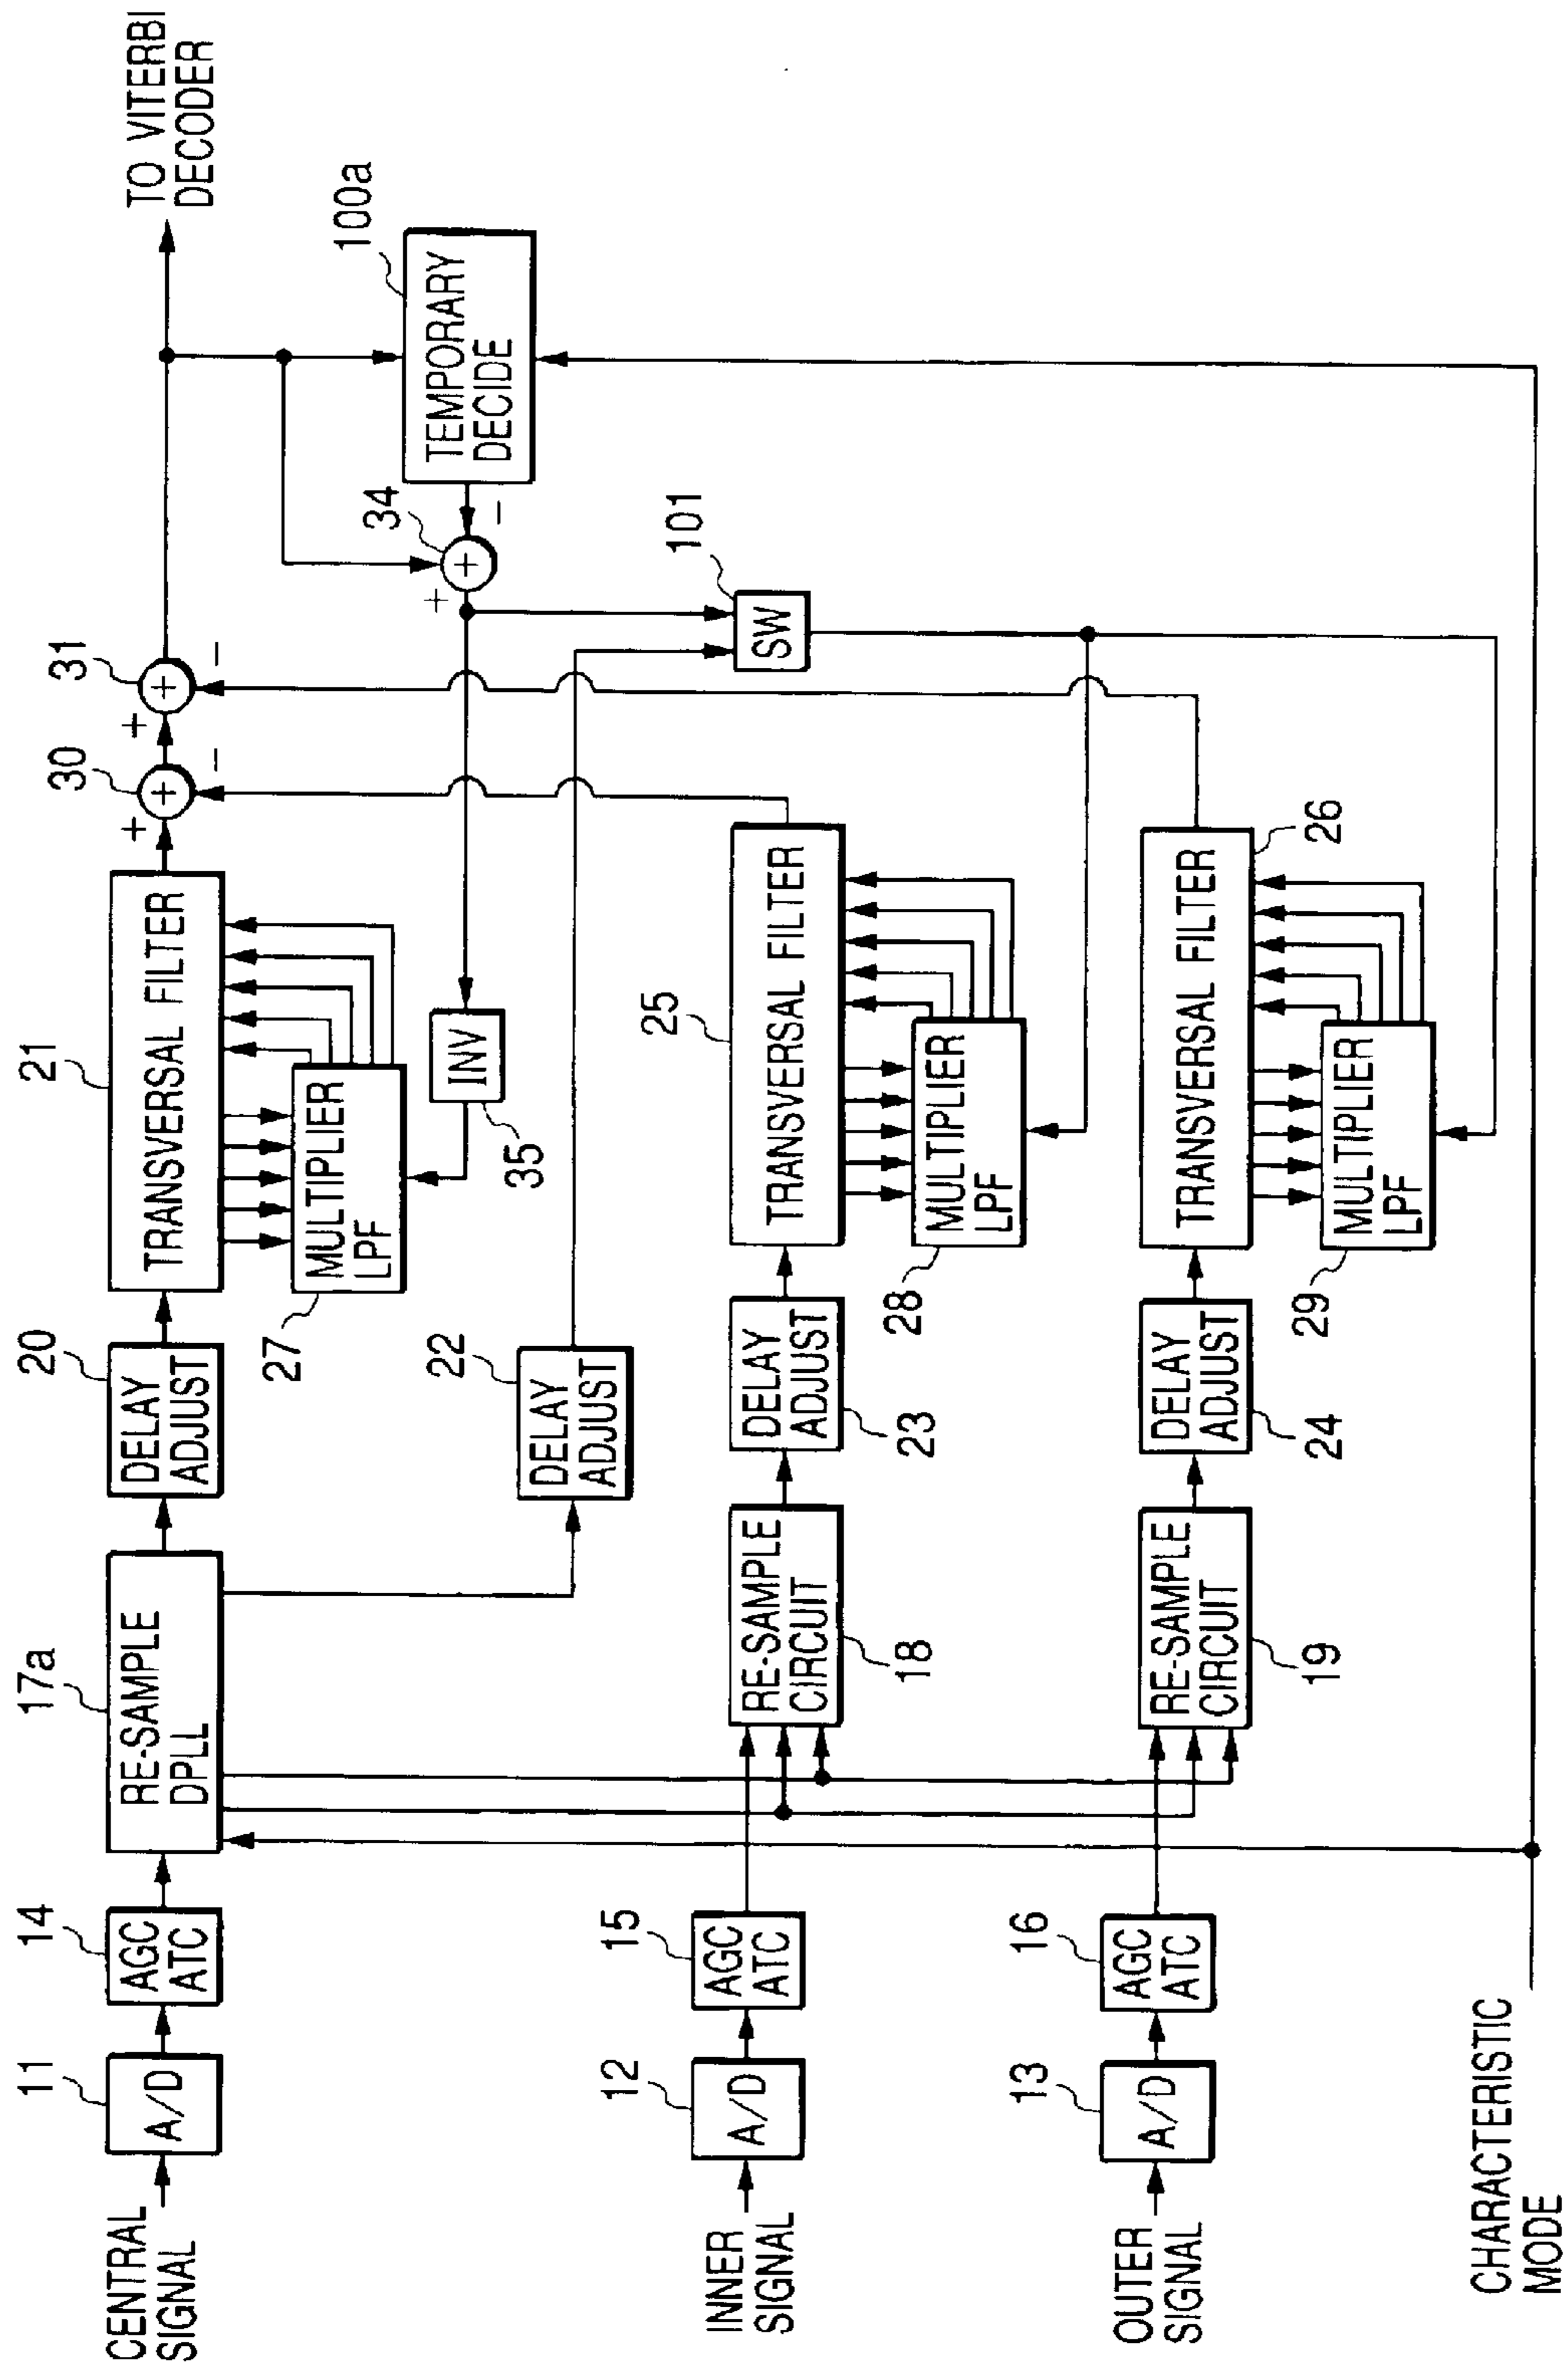 CENTRAL
SIGNAL
11
A/D
14
AGC
ATC
17a
RE-SAMPLE
DPLL
20
DELAY
ADJUST
21
TRANSVERSAL FILTER
27
MULTIPLIER
LPF
30
+
+
−
31
+
+
−
TO VITERBI
DECODER
22
DELAY
ADJUST
35
INV
34
+
+
−
100a
TEMPORARY
DECIDE
101
SW
INNER
SIGNAL
12
A/D
15
AGC
ATC
RE-SAMPLE
CIRCUIT
18
DELAY
ADJUST
23
25
TRANSVERSAL FILTER
28
MULTIPLIER
LPF
OUTER
SIGNAL
13
A/D
16
AGC
ATC
RE-SAMPLE
CIRCUIT
19
DELAY
ADJUST
24
TRANSVERSAL FILTER
26
29
MULTIPLIER
LPF
CHARACTERISTIC
MODE